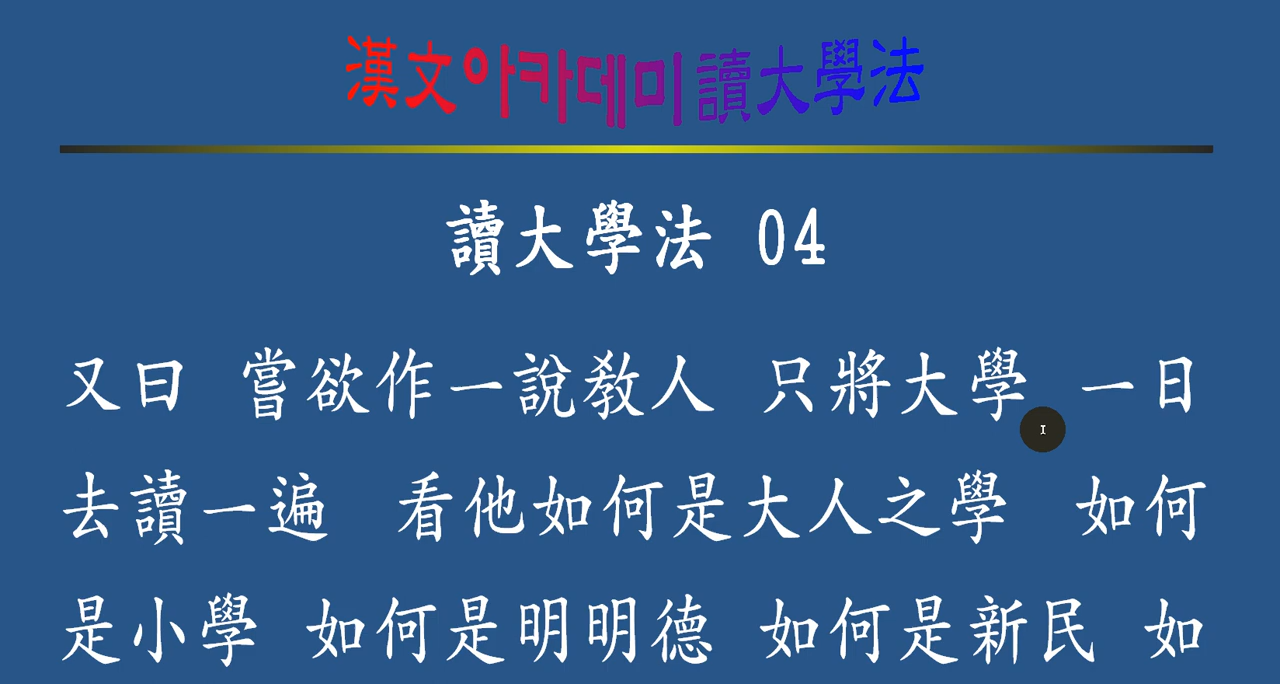 漢文아카데미讀大學法
讀大學法 04
又曰 嘗欲作一說敎人 只將大學 一日
去讀一遍 看他如何是大人之學 如何
是小學 如何是明明德 如何是新民 如